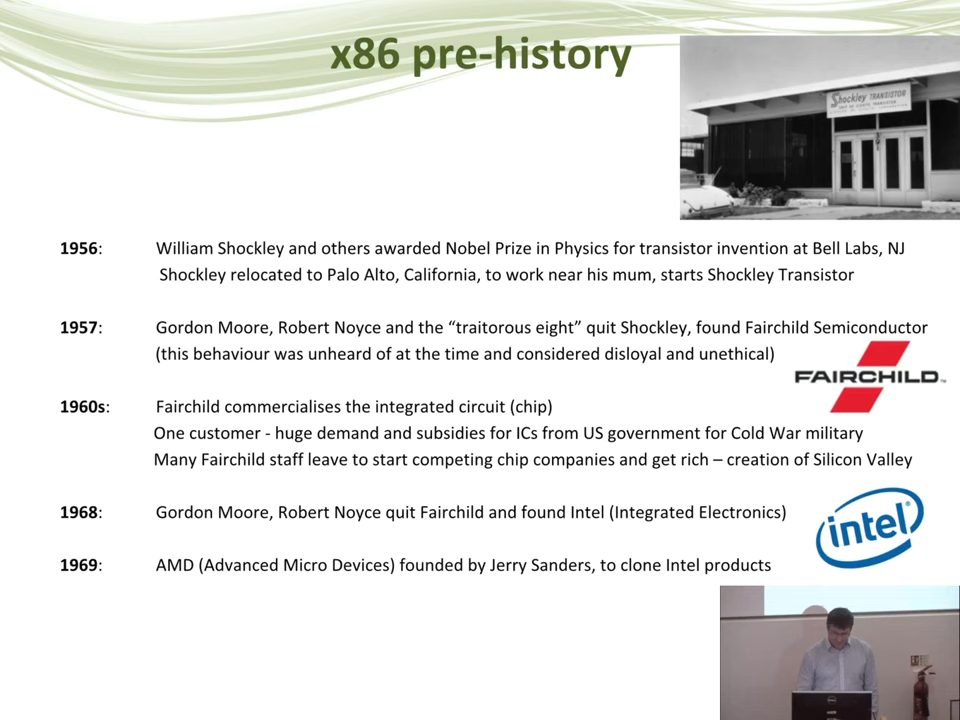 x86 pre-history
Shockley TRANSISTOR
1956: William Shockley and others awarded Nobel Prize in Physics for transistor invention at Bell Labs, NJ
Shockley relocated to Palo Alto, California, to work near his mum, starts Shockley Transistor
1957: Gordon Moore, Robert Noyce and the “traitorous eight” quit Shockley, found Fairchild Semiconductor
(this behaviour was unheard of at the time and considered disloyal and unethical)
FAIRCHILD™
1960s: Fairchild commercialises the integrated circuit (chip)
One customer - huge demand and subsidies for ICs from US government for Cold War military
Many Fairchild staff leave to start competing chip companies and get rich – creation of Silicon Valley
1968: Gordon Moore, Robert Noyce quit Fairchild and found Intel (Integrated Electronics)
intel
1969: AMD (Advanced Micro Devices) founded by Jerry Sanders, to clone Intel products